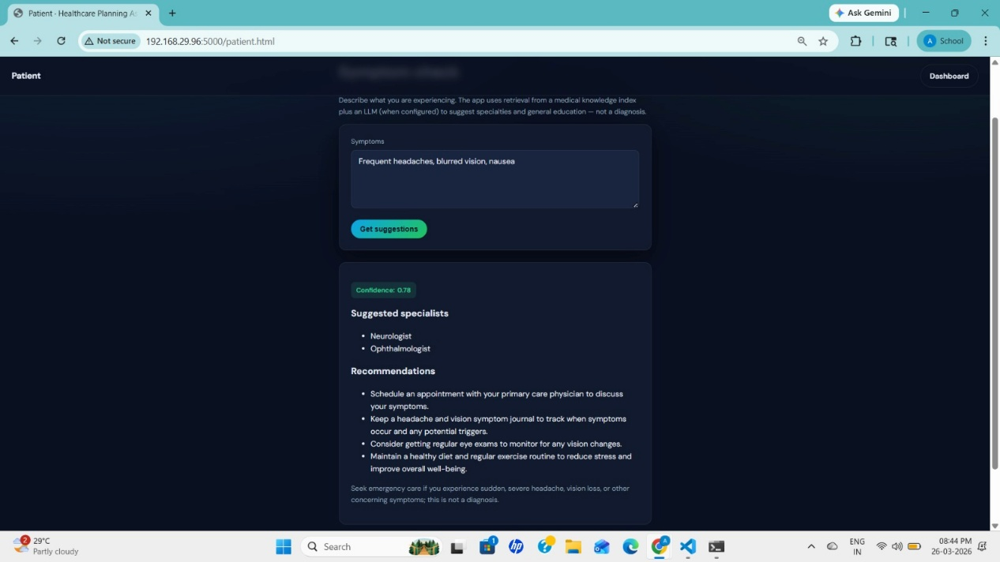 Patient - Healthcare Planning As
Ask Gemini
Not secure
192.168.29.96:5000/patient.html
A
School
Patient
Symptom check
Dashboard
Describe what you are experiencing. The app uses retrieval from a medical knowledge index
plus an LLM (when configured) to suggest specialties and general education — not a diagnosis.
Symptoms
Frequent headaches, blurred vision, nausea
Get suggestions
Confidence: 0.78
Suggested specialists
• Neurologist
• Ophthalmologist
Recommendations
• Schedule an appointment with your primary care physician to discuss
your symptoms.
• Keep a headache and vision symptom journal to track when symptoms
occur and any potential triggers.
• Consider getting regular eye exams to monitor for any vision changes.
• Maintain a healthy diet and regular exercise routine to reduce stress and
improve overall well-being.
Seek emergency care if you experience sudden, severe headache, vision loss, or other
concerning symptoms; this is not a diagnosis.
2
29°C
Partly cloudy
Search
1
hp
A
ENG
IN
08:44 PM
26-03-2026